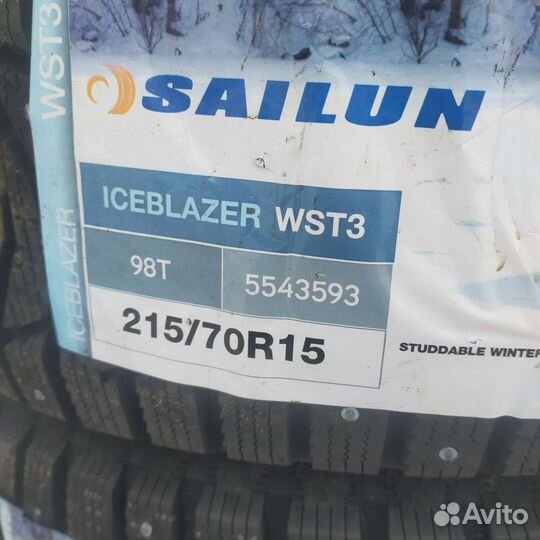 WST3
ICEBLAZER
SAILUN
ICEBLAZER WST3
98T
5543593
215/70R15
STUDDABLE WINTER
Avito